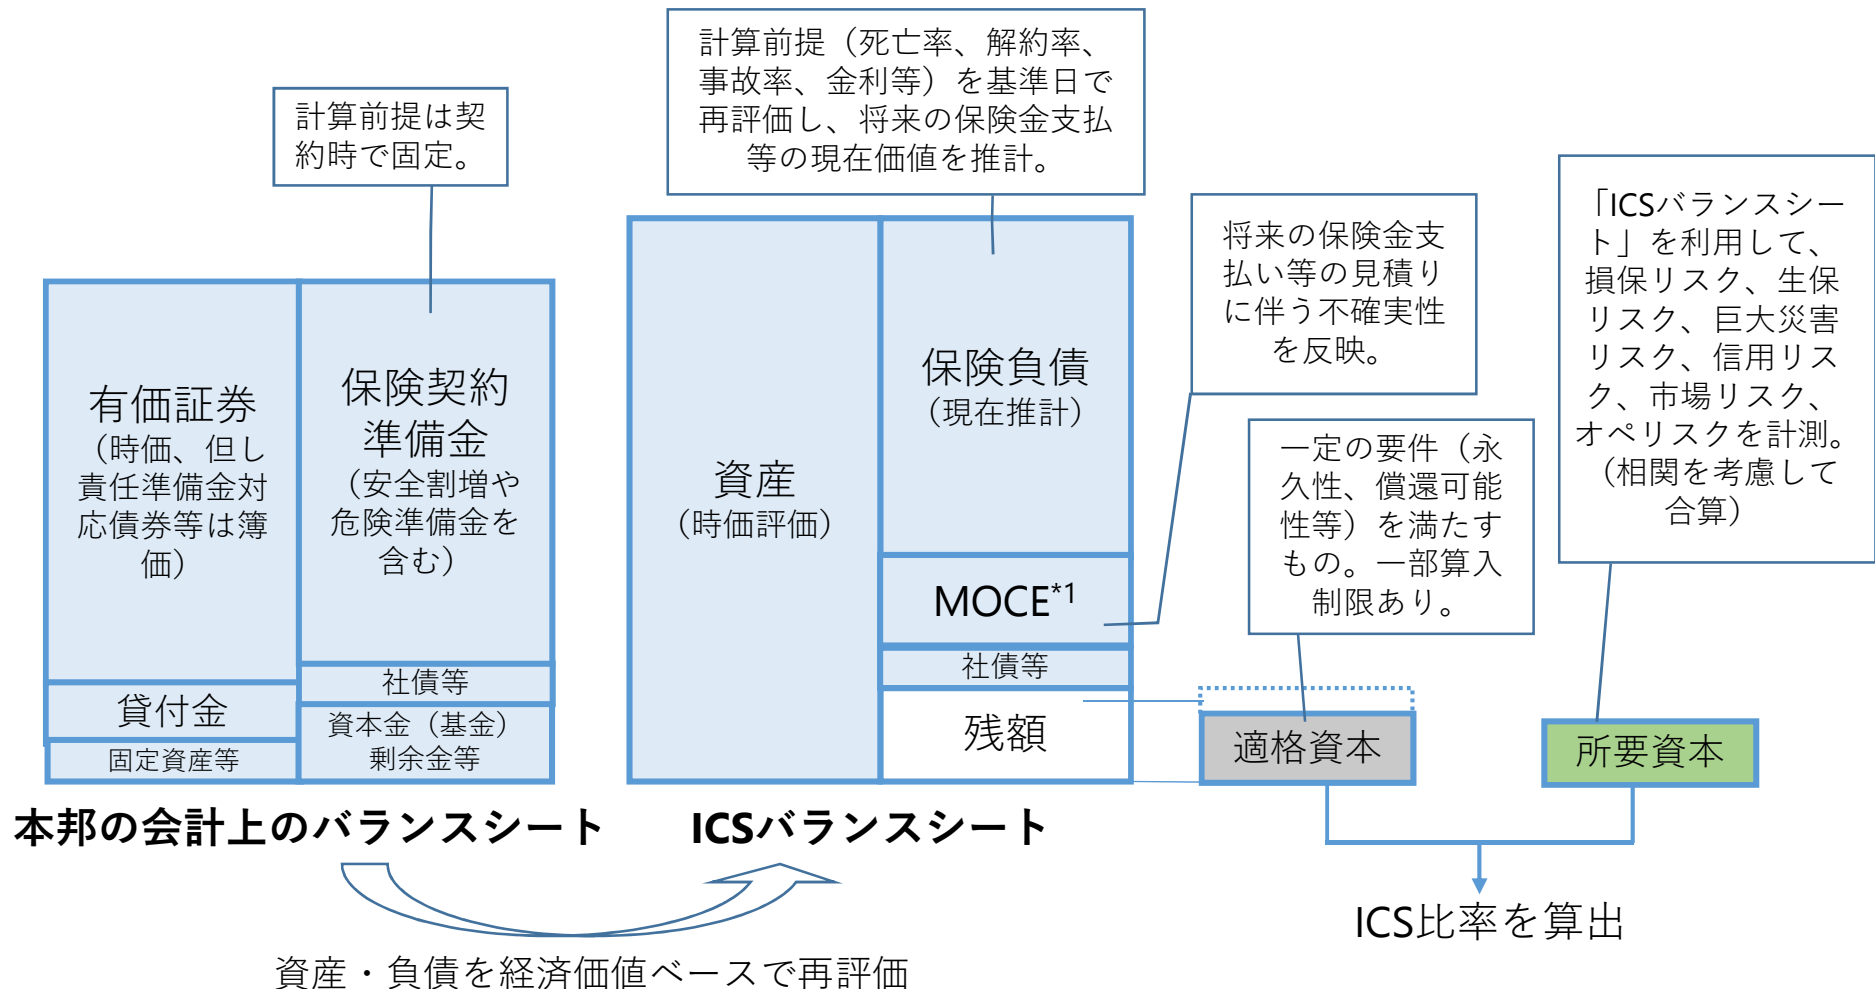 計算前提は契
約時で固定。
計算前提（死亡率、解約率、
事故率、金利等）を基準日で
再評価し、将来の保険金支払
等の現在価値を推計。
将来の保険金支
払い等の見積り
に伴う不確実性
を反映。
「ICSバランスシー
ト」を利用して、
損保リスク、生保
リスク、巨大災害
リスク、信用リス
ク、市場リスク、
オペリスクを計測。
（相関を考慮して
合算）
一定の要件（永
久性、償還可能
性等）を満たす
もの。一部算入
制限あり。
有価証券
（時価、但し
責任準備金対
応債券等は簿
価）
貸付金
固定資産等
保険契約
準備金
（安全割増や
危険準備金を
含む）
社債等
資本金（基金）
剰余金等
資産
（時価評価）
保険負債
（現在推計）
MOCE*1
社債等
残額
適格資本
所要資本
本邦の会計上のバランスシート
ICSバランスシート
ICS比率を算出
資産・負債を経済価値ベースで再評価